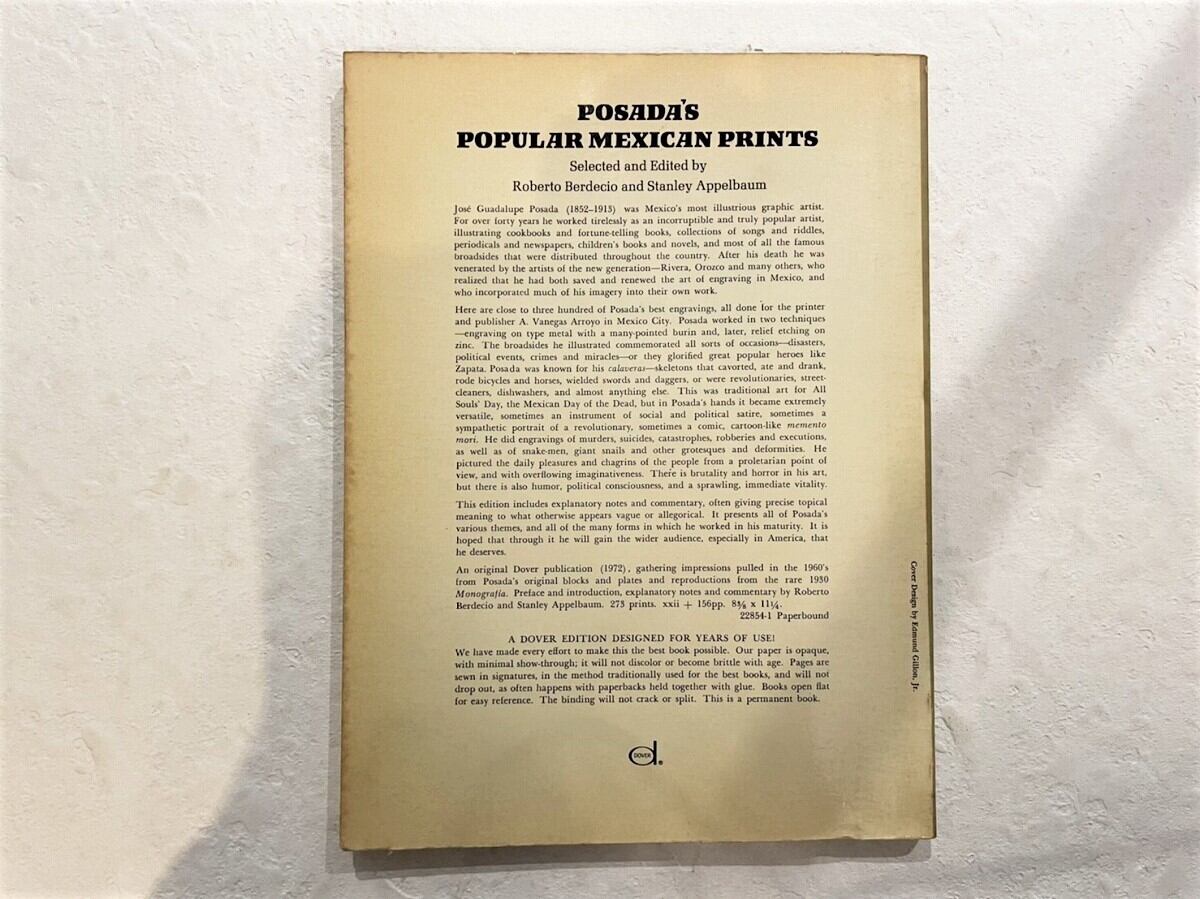 POSADA'S
POPULAR MEXICAN PRINTS
Selected and Edited by
Roberto Berdecio and Stanley Appelbaum
José Guadalupe Posada (1852–1913) was Mexico's most illustrious graphic artist.
For over forty years he worked tirelessly as an incorruptible and truly popular artist,
illustrating cookbooks and fortune-telling books, collections of songs and riddles,
periodicals and newspapers, children's books and novels, and most of all the famous
broadsides that were distributed throughout the country. After his death he was
venerated by the artists of the new generation—Rivera, Orozco and many others, who
realized that he had both saved and renewed the art of engraving in Mexico, and
who incorporated much of his imagery into their own work.
Here are close to three hundred of Posada's best engravings, all done for the printer
and publisher A. Vanegas Arroyo in Mexico City. Posada worked in two techniques
—engraving on type metal with a many-pointed burin and, later, relief etching on
zinc. The broadsides he illustrated commemorated all sorts of occasions—disasters,
political events, crimes and miracles—or they glorified great popular heroes like
Zapata. Posada was known for his calaveras—skeletons that cavorted, ate and drank,
rode bicycles and horses, wielded swords and daggers, or were revolutionaries, street-
cleaners, dishwashers, and almost anything else. This was traditional art for All
Souls' Day, the Mexican Day of the Dead, but in Posada's hands it became extremely
versatile, sometimes an instrument of social and political satire, sometimes a
sympathetic portrait of a revolutionary, sometimes a comic, cartoon-like memento
mori. He did engravings of murders, suicides, catastrophes, robberies and executions,
as well as of snake-men, giant snails and other grotesques and deformities. He
pictured the daily pleasures and chagrins of the people from a proletarian point of
view, and with overflowing imaginativeness. There is brutality and horror in his art,
but there is also humor, political consciousness, and a sprawling, immediate vitality.
This edition includes explanatory notes and commentary, often giving precise topical
meaning to what otherwise appears vague or allegorical. It presents all of Posada's
various themes, and all of the many forms in which he worked in his maturity. It is
hoped that through it he will gain the wider audience, especially in America, that
he deserves.
An original Dover publication (1972), gathering impressions pulled in the 1960's
from Posada's original blocks and plates and reproductions from the rare 1930
Monografía. Preface and introduction, explanatory notes and commentary by Roberto
Berdecio and Stanley Appelbaum. 273 prints. xxii + 156pp. 8⅜ x 11¼.
22854-1 Paperbound
A DOVER EDITION DESIGNED FOR YEARS OF USE!
We have made every effort to make this the best book possible. Our paper is opaque,
with minimal show-through; it will not discolor or become brittle with age. Pages are
sewn in signatures, in the method traditionally used for the best books, and will not
drop out, as often happens with paperbacks held together with glue. Books open flat
for easy reference. The binding will not crack or split. This is a permanent book.
DOVER
Cover Design by Edmund Gillon, Jr.